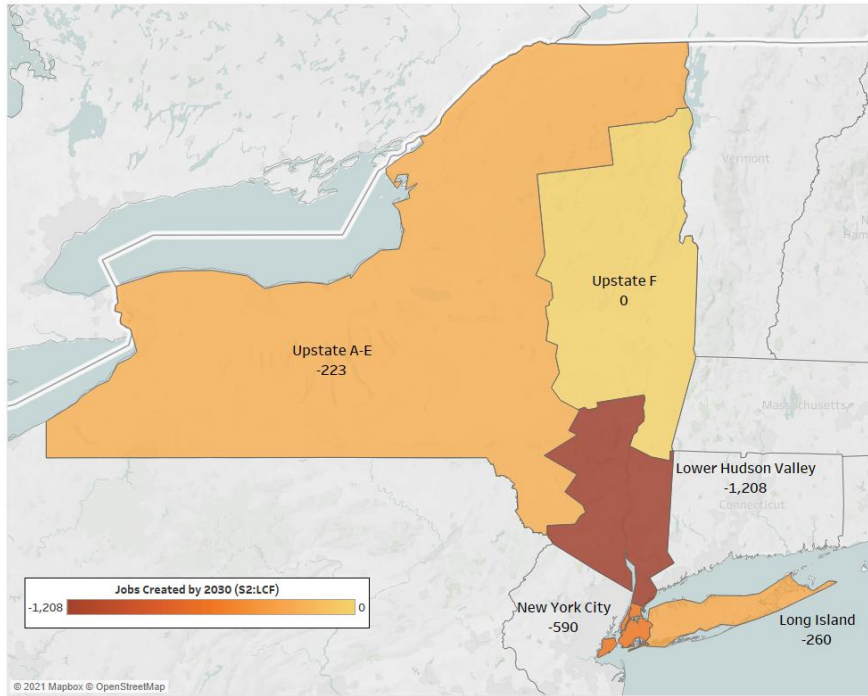 Vermont
Upstate F
0
Upstate A-E
-223
Massachusetts
Lower Hudson Valley
-1,208
Connecticut
Jobs Created by 2030 (S2:LCF)
-1,208
0
New York City
-590
Long Island
-260
© 2021 Mapbox © OpenStreetMap